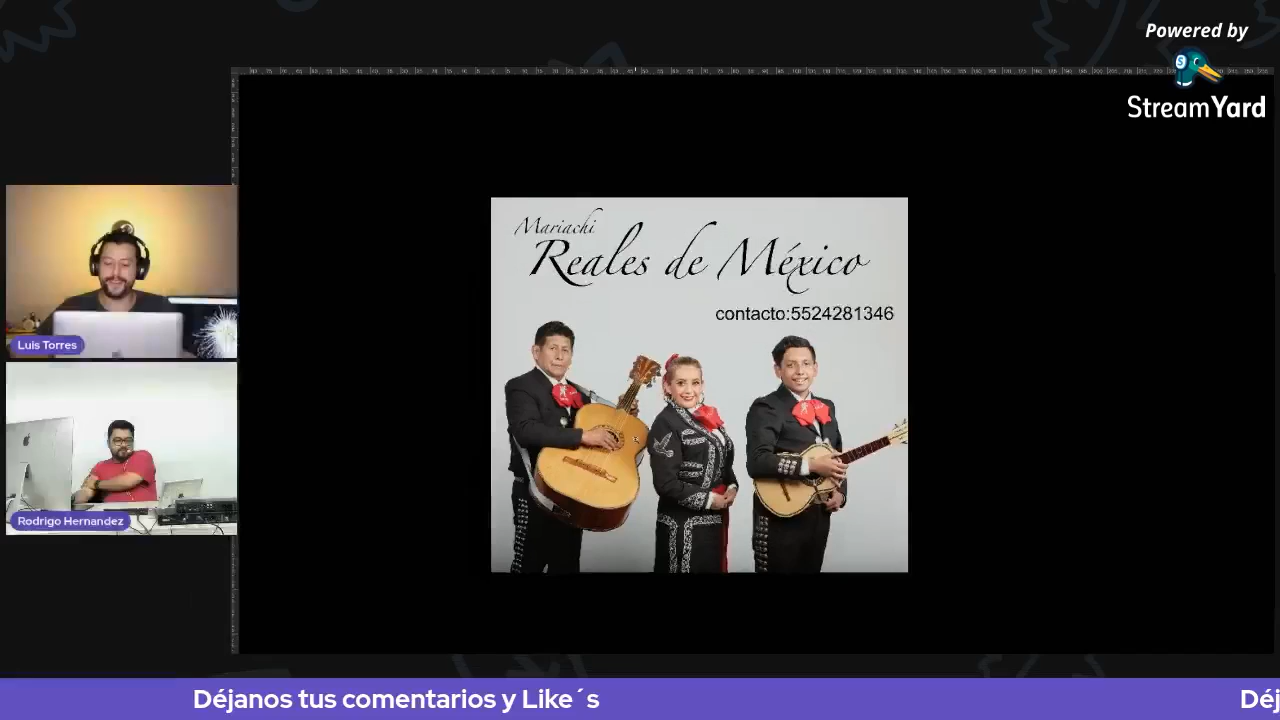 Powered by
StreamYard
Mariachi
Reales de México
contacto:5524281346
Luis Torres
Rodrigo Hernandez
Déjanos tus comentarios y Like´s
Déj